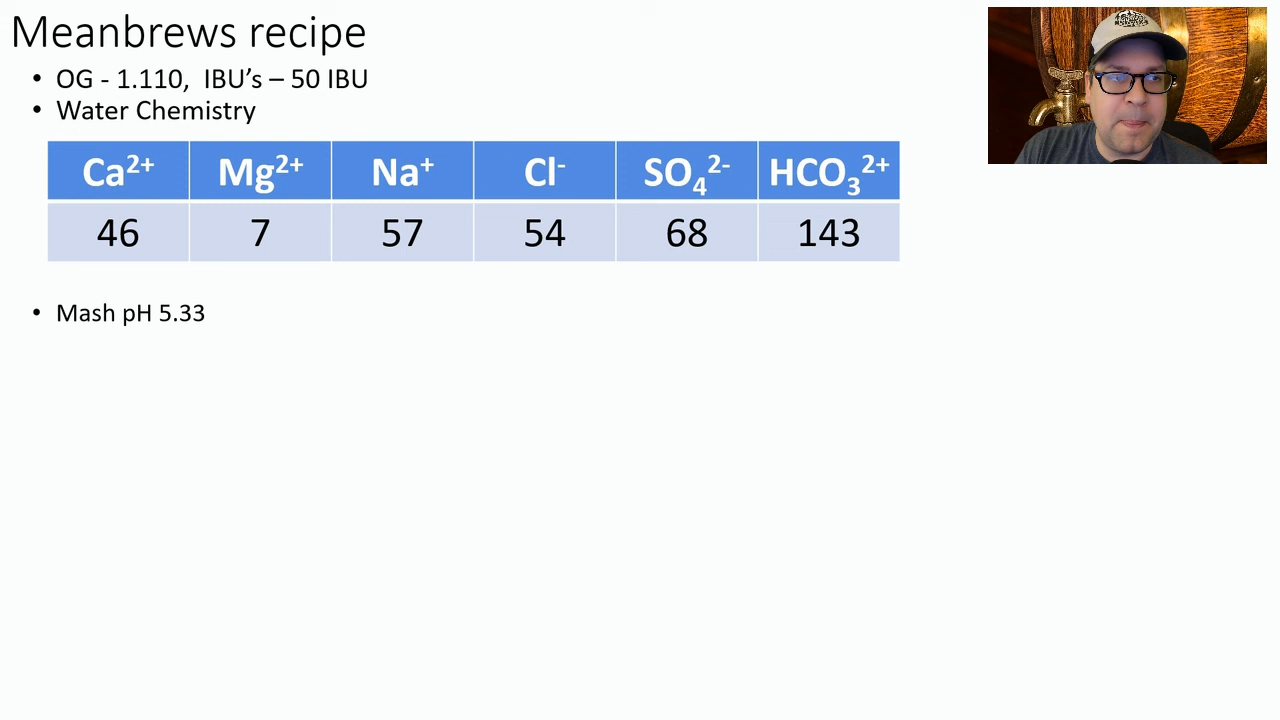 Meanbrews recipe
• OG - 1.110, IBU’s – 50 IBU
• Water Chemistry
Ca²⁺ Mg²⁺ Na⁺ Cl⁻ SO₄²⁻ HCO₃²⁺
46 7 57 54 68 143
• Mash pH 5.33